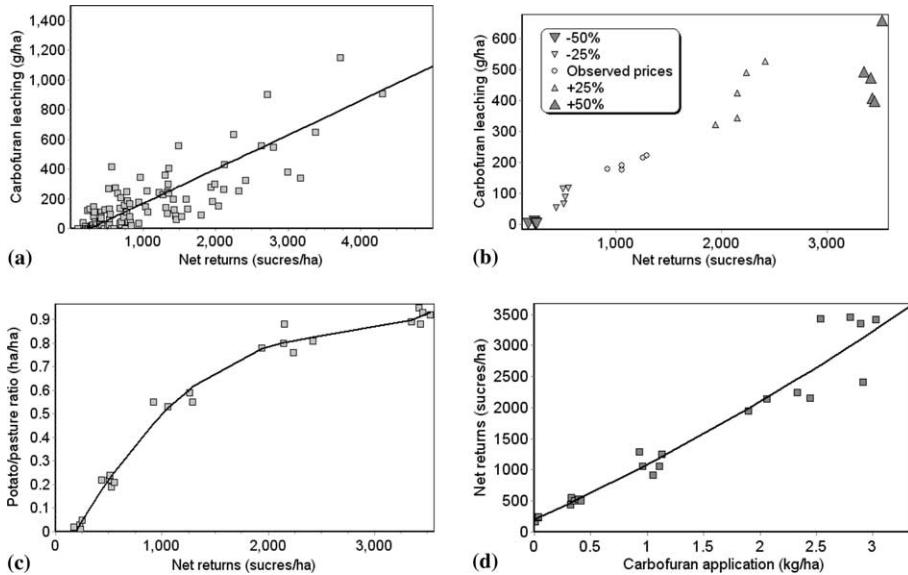 1,400
1,200
1,000
800
600
400
200
0
Carbofuran leaching (g/ha)
1,000 2,000 3,000 4,000
Net returns (sucres/ha)
(a)
600
500
400
300
200
100
0
Carbofuran leaching (g/ha)
-50%
-25%
Observed prices
+25%
+50%
1,000 2,000 3,000
Net returns (sucres/ha)
(b)
0.9
0.8
0.7
0.6
0.5
0.4
0.3
0.2
0.1
0
Potato/pasture ratio (ha/ha)
0 1,000 2,000 3,000
Net returns (sucres/ha)
(c)
3500
3000
2500
2000
1500
1000
500
0
Net returns (sucres/ha)
0 0.5 1 1.5 2 2.5 3
Carbofuran application (kg/ha)
(d)